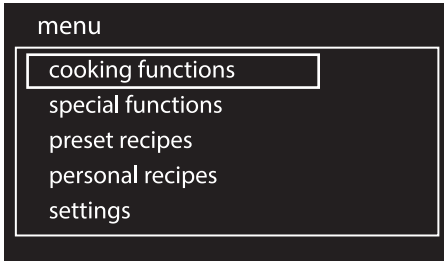 menu
cooking functions
special functions
preset recipes
personal recipes
settings